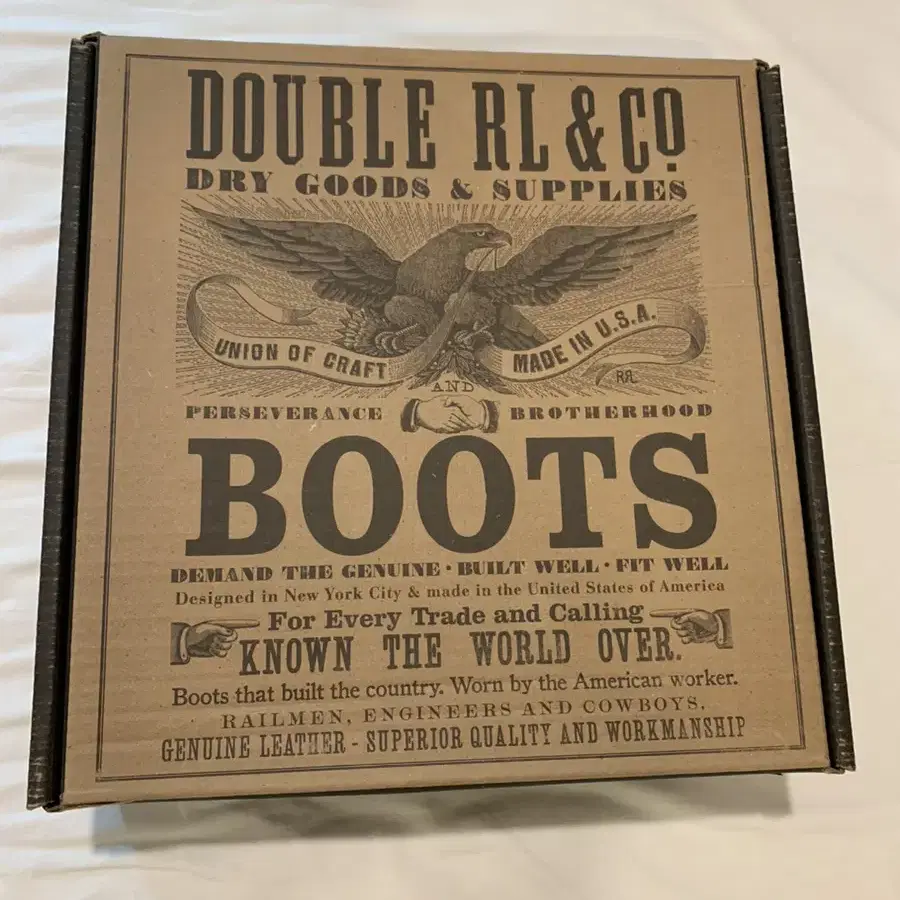 DOUBLE RL & CO.
DRY GOODS & SUPPLIES
UNION OF CRAFT
MADE IN U.S.A.
RRL
AND
PERSEVERANCE BROTHERHOOD
BOOTS
DEMAND THE GENUINE · BUILT WELL · FIT WELL
Designed in New York City & made in the United States of America
For Every Trade and Calling
KNOWN THE WORLD OVER.
Boots that built the country. Worn by the American worker.
RAILMEN, ENGINEERS AND COWBOYS.
GENUINE LEATHER - SUPERIOR QUALITY AND WORKMANSHIP